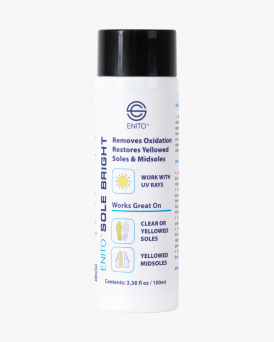 ENITO®
Removes Oxidation
Restores Yellowed
Soles & Midsoles
WORK WITH
UV RAYS
Works Great On
CLEAR OR
YELLOWED
SOLES
YELLOWED
MIDSOLES
Contents: 3.38 fl oz / 100ml
ENITO® SOLE BRIGHT